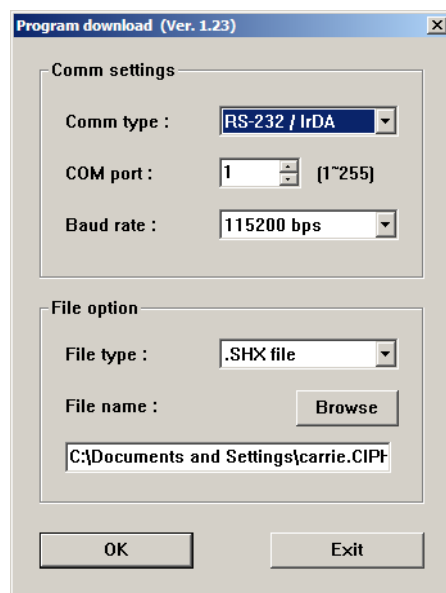 Program download (Ver. 1.23)
Comm settings
Comm type :
RS-232 / IrDA
COM port :
1
(1~255)
Baud rate :
115200 bps
File option
File type :
.SHX file
File name :
Browse
C:\Documents and Settings\carrie.CIPH
OK
Exit